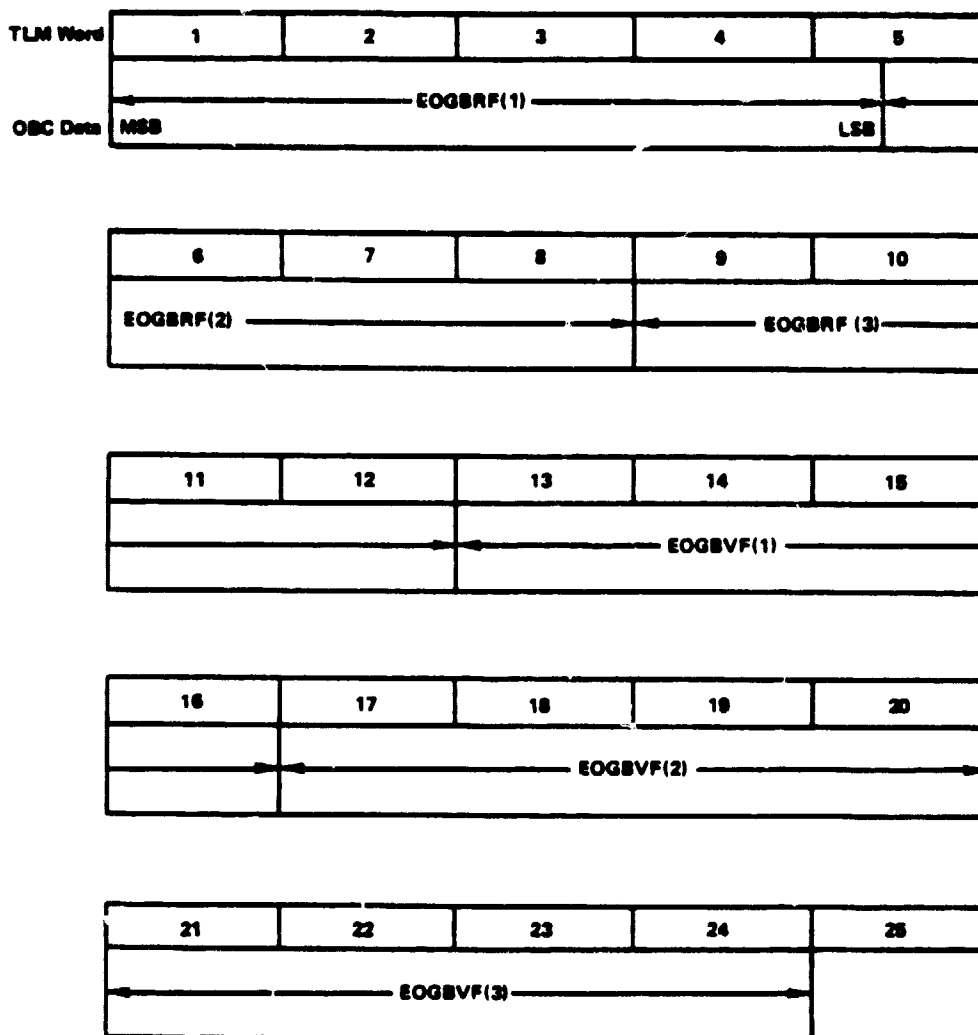 TLM Word 1 2 3 4 5
EOGBRF(1)
OBC Data MSB LSB
6 7 8 9 10
EOGBRF(2) EOGBRF (3)
11 12 13 14 15
EOGBVF(1)
16 17 18 19 20
EOGBVF(2)
21 22 23 24 25
EOGBVF(3)